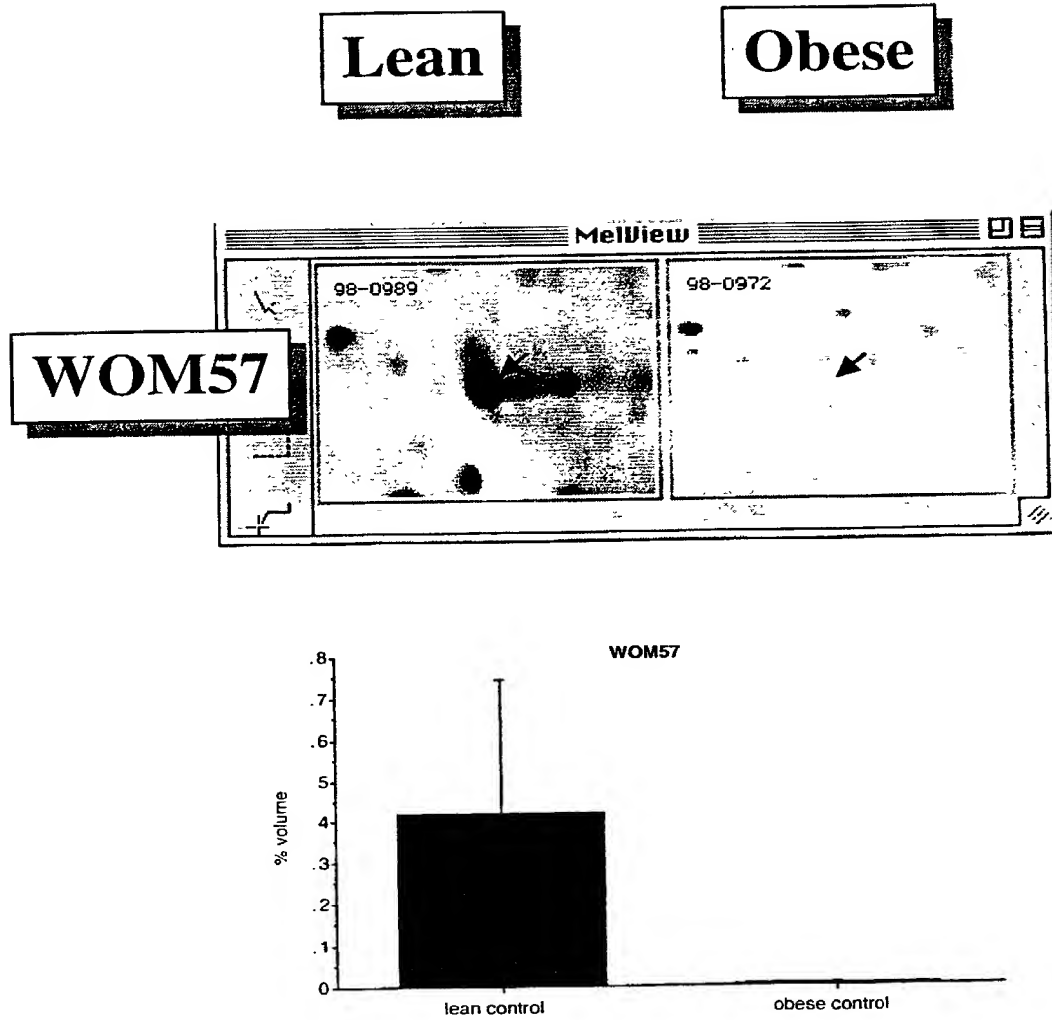 Lean
Obese
MelView
98-0989
98-0972
WOM57
WOM57
.8
.7
.6
.5
.4
.3
.2
.1
0
% volume
lean control
obese control